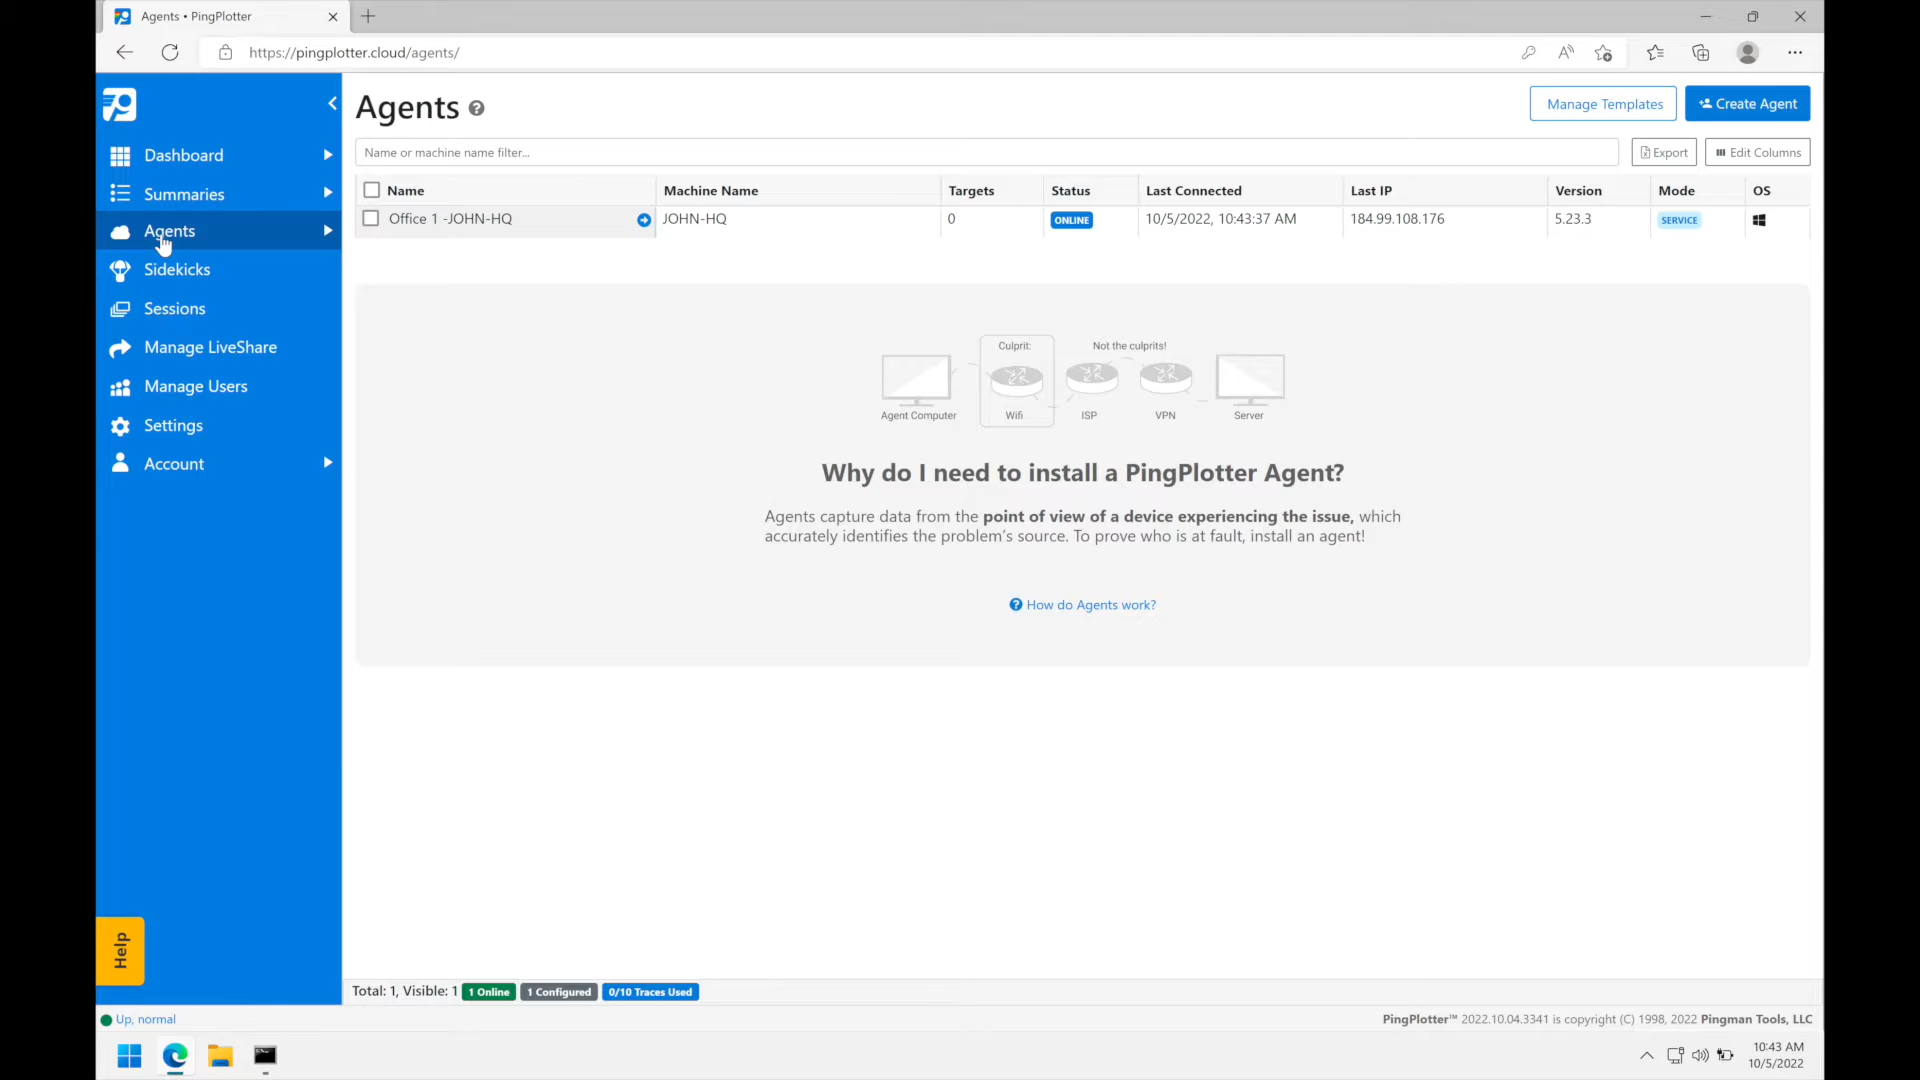 Agents • PingPlotter
https://pingplotter.cloud/agents/
Dashboard
Summaries
Agents
Sidekicks
Sessions
Manage LiveShare
Manage Users
Settings
Account
Help
Agents
Manage Templates
Create Agent
Name or machine name filter...
Export
Edit Columns
Name Machine Name Targets Status Last Connected Last IP Version Mode OS
Office 1 -JOHN-HQ JOHN-HQ 0 ONLINE 10/5/2022, 10:43:37 AM 184.99.108.176 5.23.3 SERVICE
Culprit: Not the culprits!
Agent Computer Wifi ISP VPN Server
Why do I need to install a PingPlotter Agent?
Agents capture data from the point of view of a device experiencing the issue, which
accurately identifies the problem's source. To prove who is at fault, install an agent!
How do Agents work?
Total: 1, Visible: 1 1 Online 1 Configured 0/10 Traces Used
Up, normal
PingPlotter™ 2022.10.04.3341 is copyright (C) 1998, 2022 Pingman Tools, LLC
10:43 AM
10/5/2022